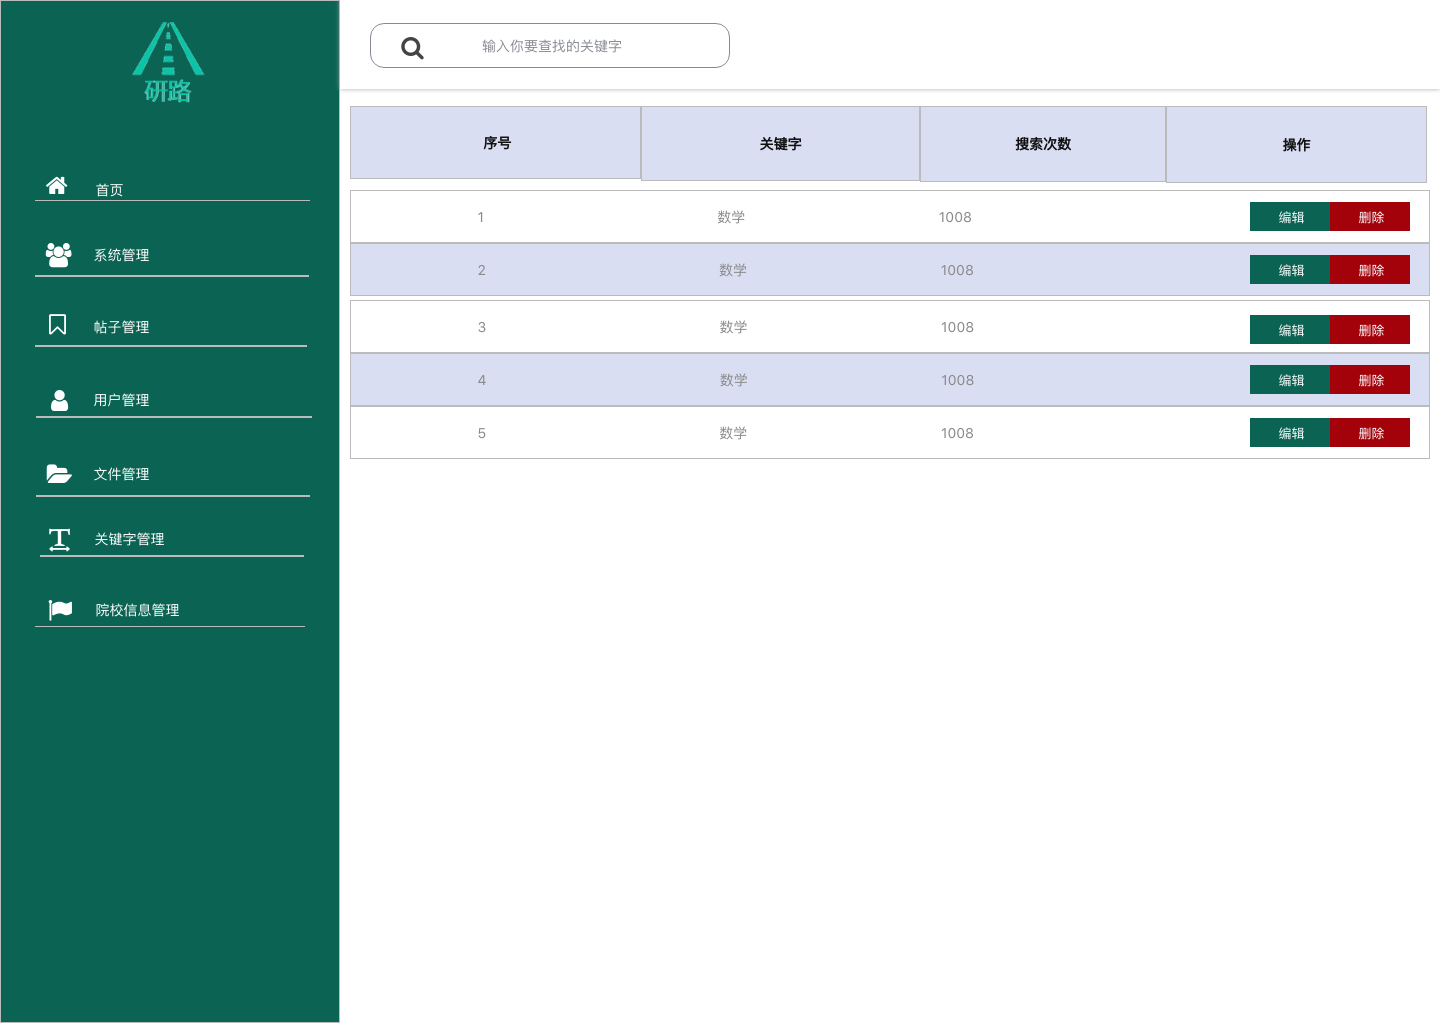 研路
首页
系统管理
帖子管理
用户管理
文件管理
关键字管理
院校信息管理
输入你要查找的关键字
序号 关键字 搜索次数 操作
1 数学 1008 编辑 删除
2 数学 1008 编辑 删除
3 数学 1008 编辑 删除
4 数学 1008 编辑 删除
5 数学 1008 编辑 删除